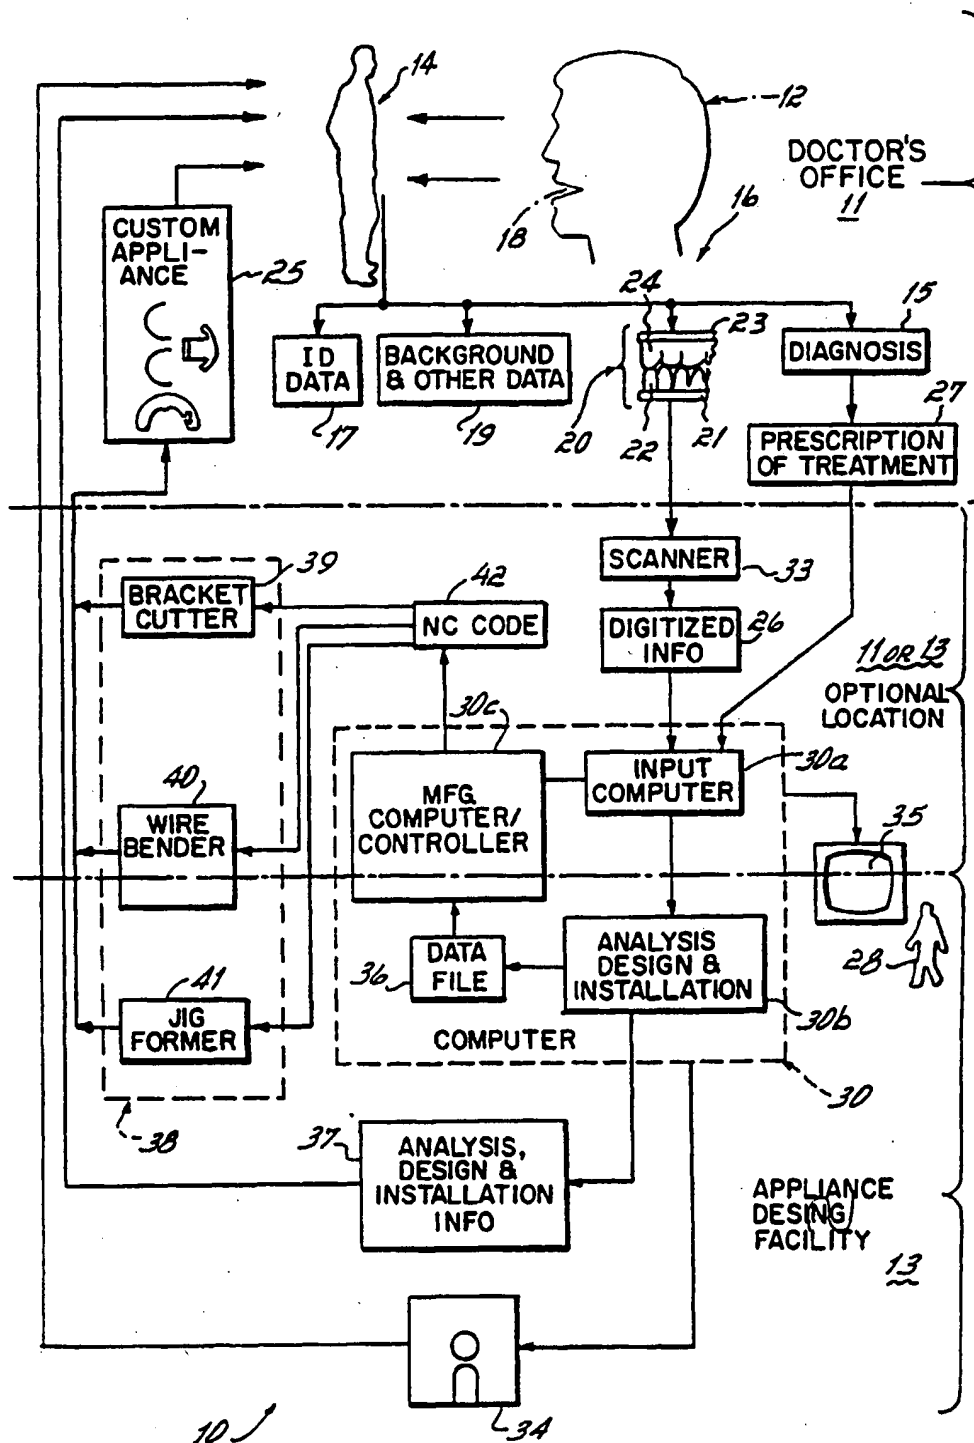 14
12
DOCTOR'S
OFFICE
11
18
16
CUSTOM
APPLI-
ANCE
25
24
23
15
ID
DATA
17
BACKGROUND
& OTHER DATA
19
20
22
21
DIAGNOSIS
27
PRESCRIPTION
OF TREATMENT
39
BRACKET
CUTTER
42
NC CODE
SCANNER
33
DIGITIZED
INFO
26
11 OR 13
OPTIONAL
LOCATION
30c
MFG.
COMPUTER/
CONTROLLER
INPUT
COMPUTER
30a
40
WIRE
BENDER
35
36
DATA
FILE
ANALYSIS
DESIGN &
INSTALLATION
30b
28
41
JIG
FORMER
COMPUTER
30
38
37
ANALYSIS,
DESIGN &
INSTALLATION
INFO
APPLIANCE
DESING
FACILITY
13
34
10